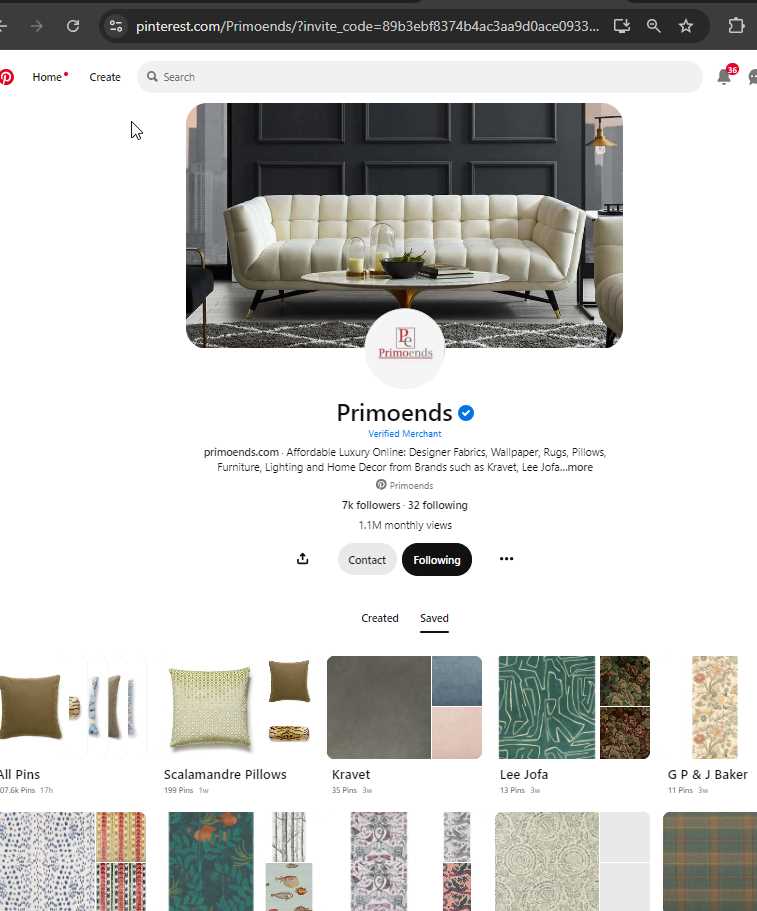 pinterest.com/Primoends/?invite_code=89b3ebf8374b4ac3aa9d0ace0933...
Home
Create
Search
36
Pe
Primoends
Primoends
Verified Merchant
primoends.com · Affordable Luxury Online: Designer Fabrics, Wallpaper, Rugs, Pillows,
Furniture, Lighting and Home Decor from Brands such as Kravet, Lee Jofa...more
Primoends
7k followers · 32 following
1.1M monthly views
Contact
Following
Created
Saved
All Pins
07.6k Pins 17h
Scalamandre Pillows
199 Pins 1w
Kravet
35 Pins 3w
Lee Jofa
13 Pins 3w
G P & J Baker
11 Pins 3w